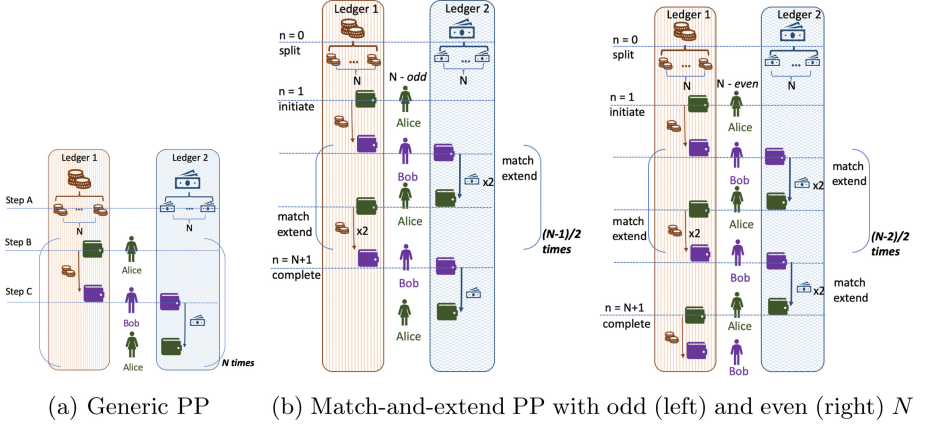 Ledger 1
Ledger 2
Step A
...
...
N
N
Step B
Alice
Step C
Bob
Alice
N times
(a) Generic PP
Ledger 1
Ledger 2
n = 0
split
...
...
N
N
N - odd
n = 1
initiate
Alice
Bob
match
extend
x2
match
extend
x2
Alice
(N-1)/2
times
n = N+1
complete
Bob
Alice
Ledger 1
Ledger 2
n = 0
split
...
...
N
N
N - even
n = 1
initiate
Alice
Bob
match
extend
x2
match
extend
x2
Alice
(N-2)/2
times
Bob
x2
match
extend
n = N+1
complete
Alice
Bob
(b) Match-and-extend PP with odd (left) and even (right) N